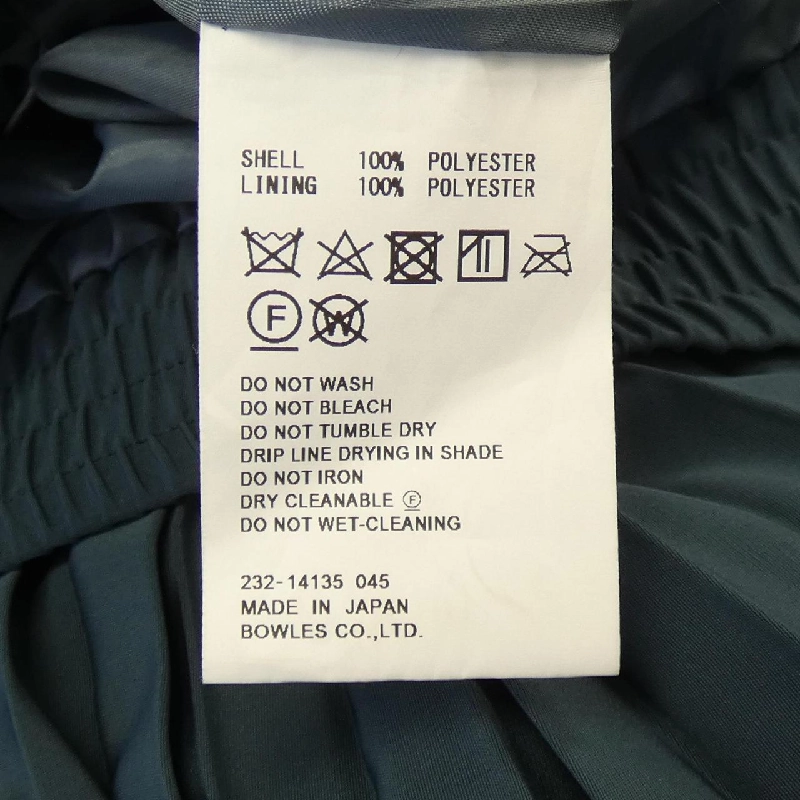 SHELL 100% POLYESTER
LINING 100% POLYESTER
F W
DO NOT WASH
DO NOT BLEACH
DO NOT TUMBLE DRY
DRIP LINE DRYING IN SHADE
DO NOT IRON
DRY CLEANABLE Ⓕ
DO NOT WET-CLEANING
232-14135 045
MADE IN JAPAN
BOWLES CO.,LTD.